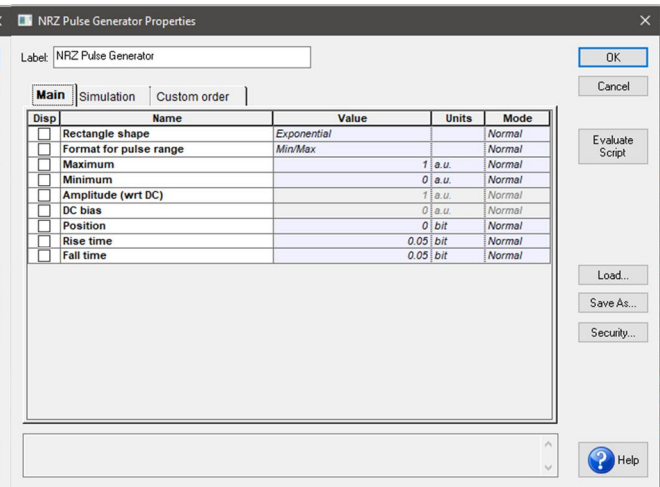 NRZ Pulse Generator Properties
Label: NRZ Pulse Generator
OK
Cancel
Evaluate Script
Load...
Save As...
Security...
Help
Main Simulation Custom order
Disp Name Value Units Mode
Rectangle shape Exponential Normal
Format for pulse range Min/Max Normal
Maximum 1 a.u. Normal
Minimum 0 a.u. Normal
Amplitude (wrt DC) 1 a.u. Normal
DC bias 0 a.u. Normal
Position 0 bit Normal
Rise time 0.05 bit Normal
Fall time 0.05 bit Normal